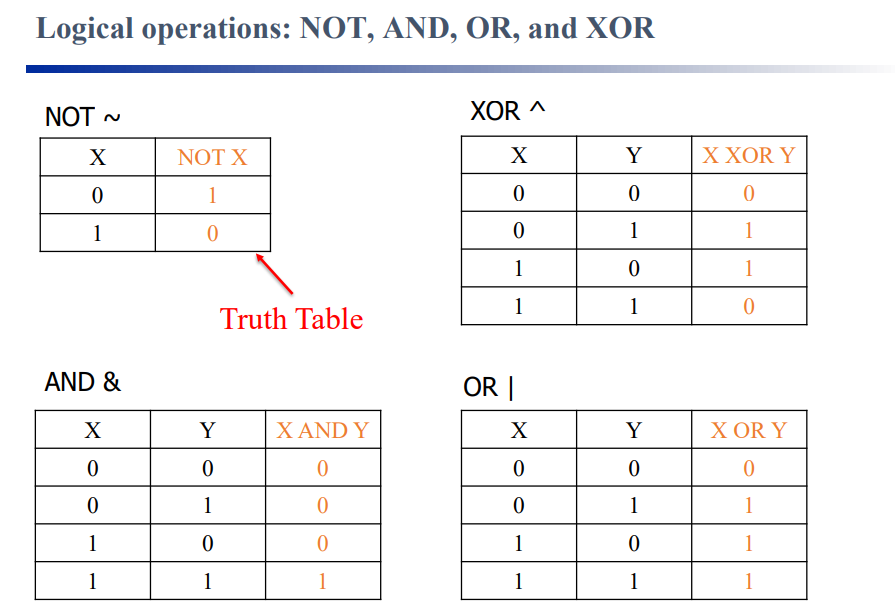 Logical operations: NOT, AND, OR, and XOR
NOT ~
X NOT X
0 1
1 0
Truth Table
XOR ^
X Y X XOR Y
0 0 0
0 1 1
1 0 1
1 1 0
AND &
X Y X AND Y
0 0 0
0 1 0
1 0 0
1 1 1
OR |
X Y X OR Y
0 0 0
0 1 1
1 0 1
1 1 1